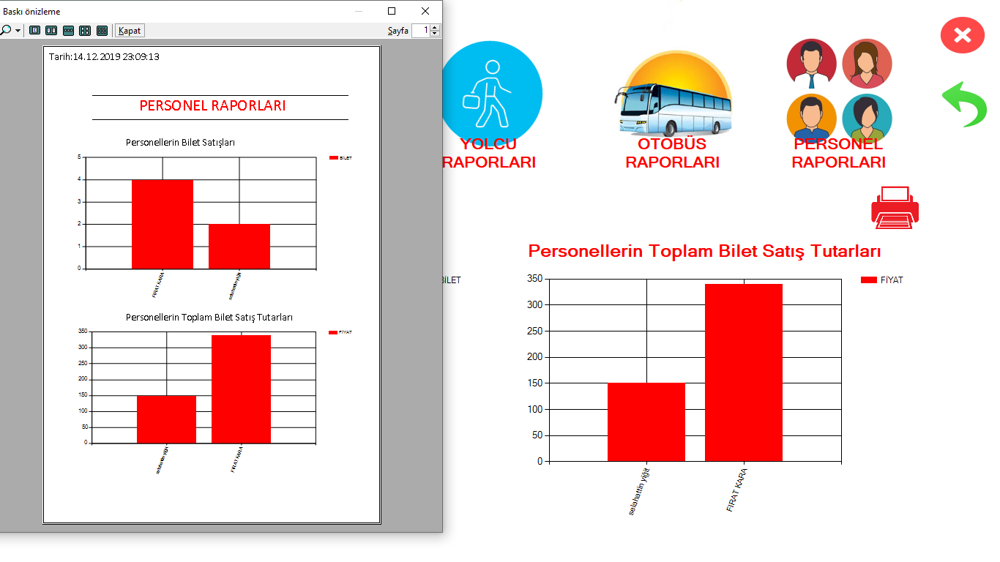 Baskı önizleme
Kapat
Sayfa
1
Tarih:14.12.2019 23:09:13
PERSONEL RAPORLARI
Personellerin Bilet Satışları
5
4
3
2
1
0
BİLET
FIRAT KARA
selahattin yiğit
Personellerin Toplam Bilet Satış Tutarları
350
300
250
200
150
100
50
0
FİYAT
selahattin yiğit
FIRAT KARA
YOLCU
RAPORLARI
OTOBÜS
RAPORLARI
PERSONEL
RAPORLARI
BİLET
Personellerin Toplam Bilet Satış Tutarları
350
300
250
200
150
100
50
0
FİYAT
selahattin yiğit
FIRAT KARA